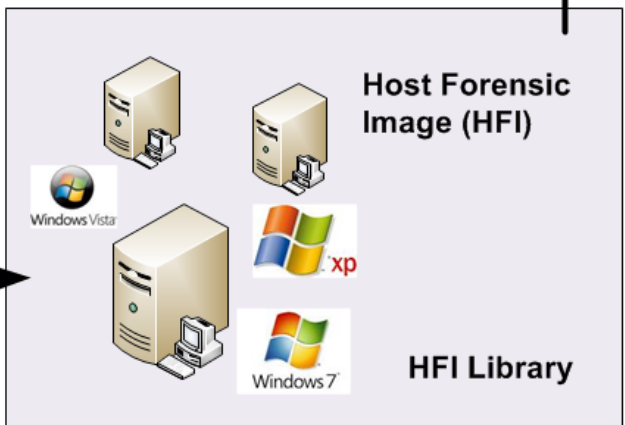 Host Forensic
Image (HFI)
Windows Vista
xp
Windows 7
HFI Library